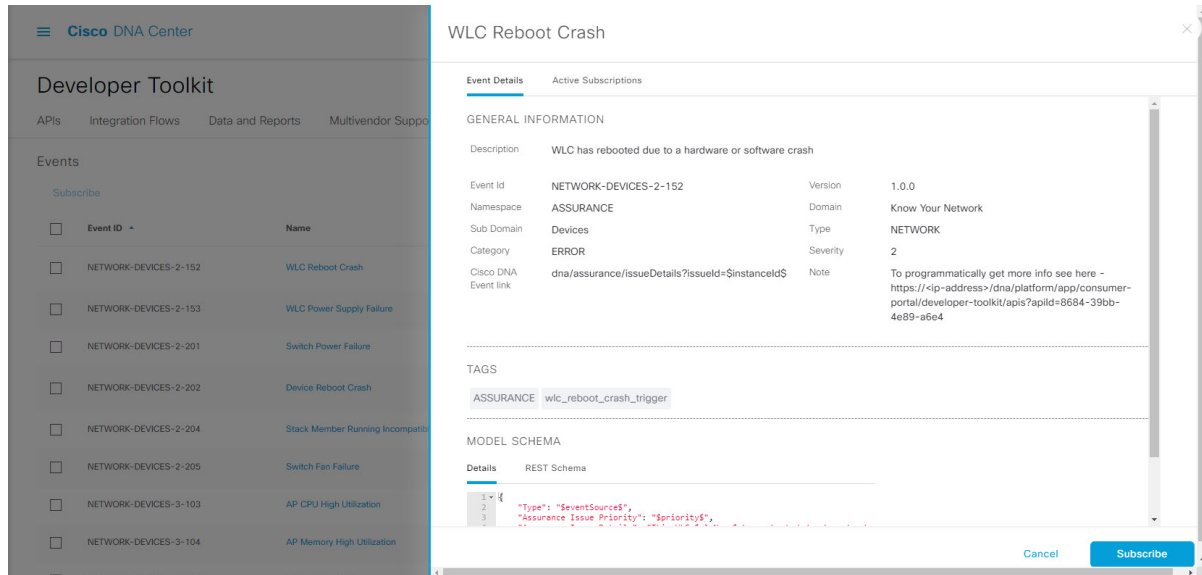 Cisco DNA Center
Developer Toolkit
APIs Integration Flows Data and Reports Multivendor Suppo
Events
Subscribe
Event ID Name
NETWORK-DEVICES-2-152 WLC Reboot Crash
NETWORK-DEVICES-2-153 WLC Power Supply Failure
NETWORK-DEVICES-2-201 Switch Power Failure
NETWORK-DEVICES-2-202 Device Reboot Crash
NETWORK-DEVICES-2-204 Stack Member Running Incompatibl
NETWORK-DEVICES-2-205 Switch Fan Failure
NETWORK-DEVICES-3-103 AP CPU High Utilization
NETWORK-DEVICES-3-104 AP Memory High Utilization
WLC Reboot Crash
Event Details Active Subscriptions
GENERAL INFORMATION
Description WLC has rebooted due to a hardware or software crash
Event Id NETWORK-DEVICES-2-152 Version 1.0.0
Namespace ASSURANCE Domain Know Your Network
Sub Domain Devices Type NETWORK
Category ERROR Severity 2
Cisco DNA Event link dna/assurance/issueDetails?issueId=$instanceId$ Note To programmatically get more info see here -
https://<ip-address>/dna/platform/app/consumer-
portal/developer-toolkit/apis?apiId=8684-39bb-
4e89-a6e4
TAGS
ASSURANCE wlc_reboot_crash_trigger
MODEL SCHEMA
Details REST Schema
1 {
2 "Type": "$eventSource$",
3 "Assurance Issue Priority": "$priority$",
Cancel Subscribe